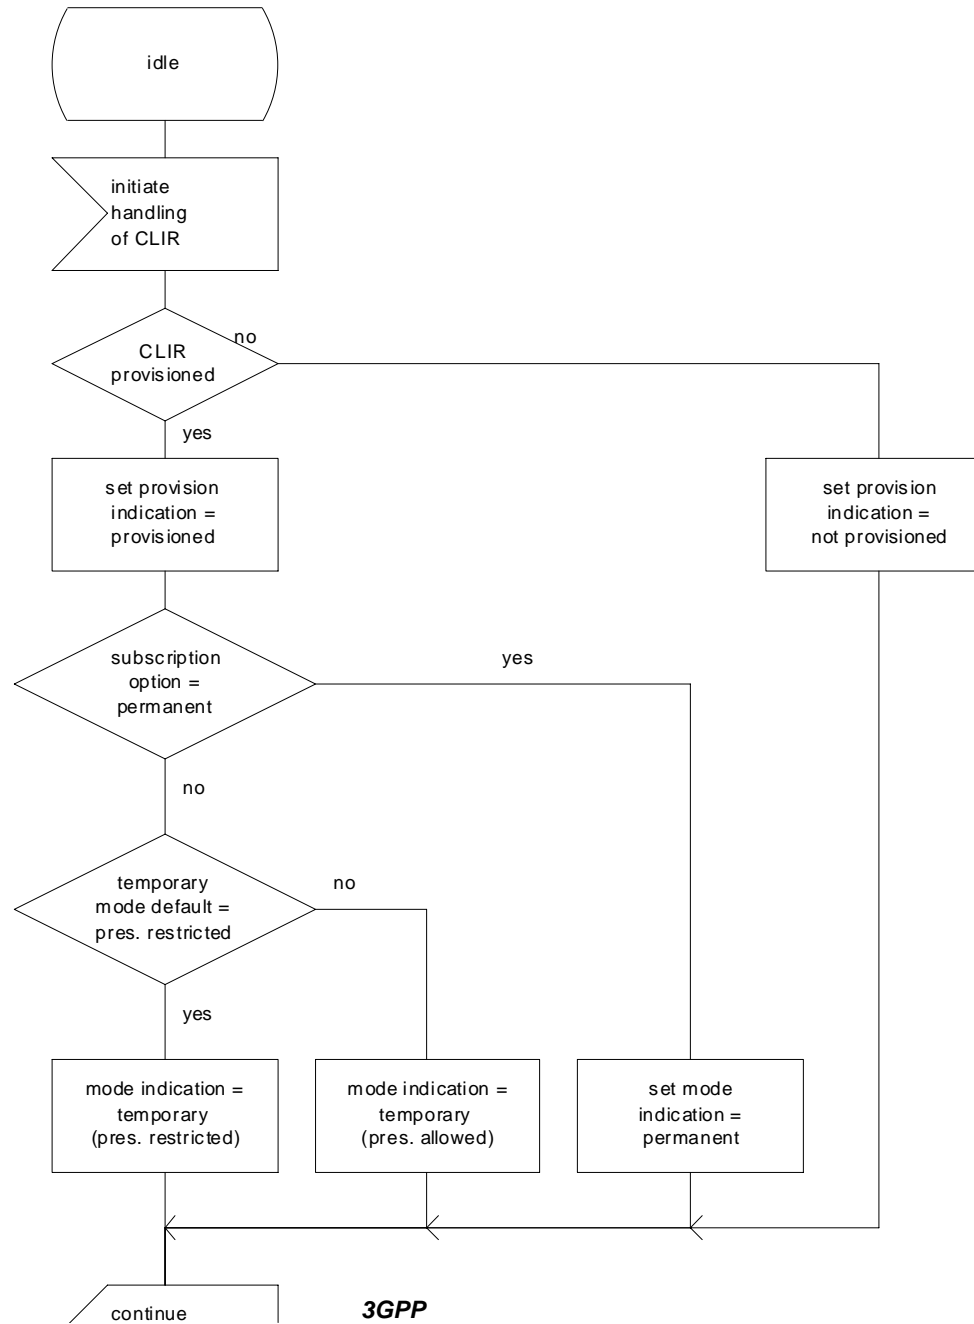 idle
initiate
handling
of CLIR
no
CLIR
provisioned
yes
set provision
indication =
provisioned
set provision
indication =
not provisioned
subscription
option =
permanent
yes
no
temporary
mode default =
pres. restricted
no
yes
mode indication =
temporary
(pres. restricted)
mode indication =
temporary
(pres. allowed)
set mode
indication =
permanent
continue
3GPP